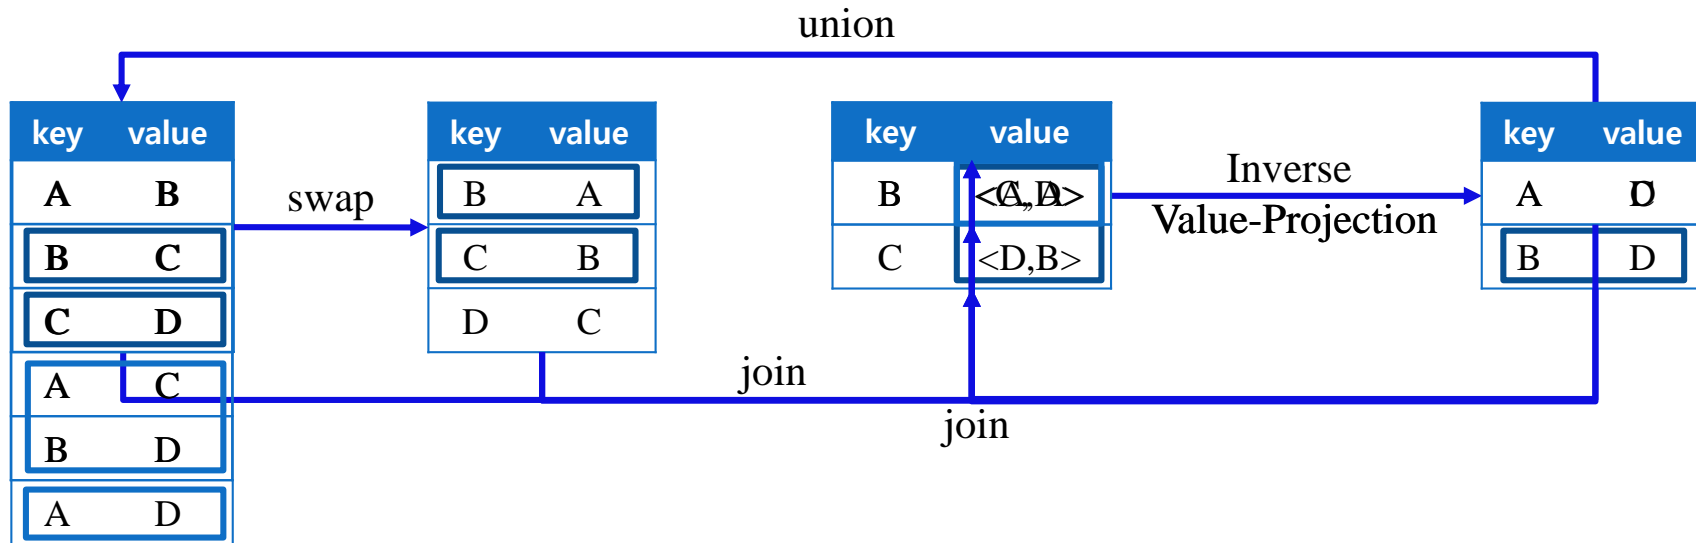 union
key value
A B
B C
C D
A C
B D
A D
swap
key value
B A
C B
D C
join
join
key value
B
C <D,B>
Inverse
Value-Projection
key value
A
B D